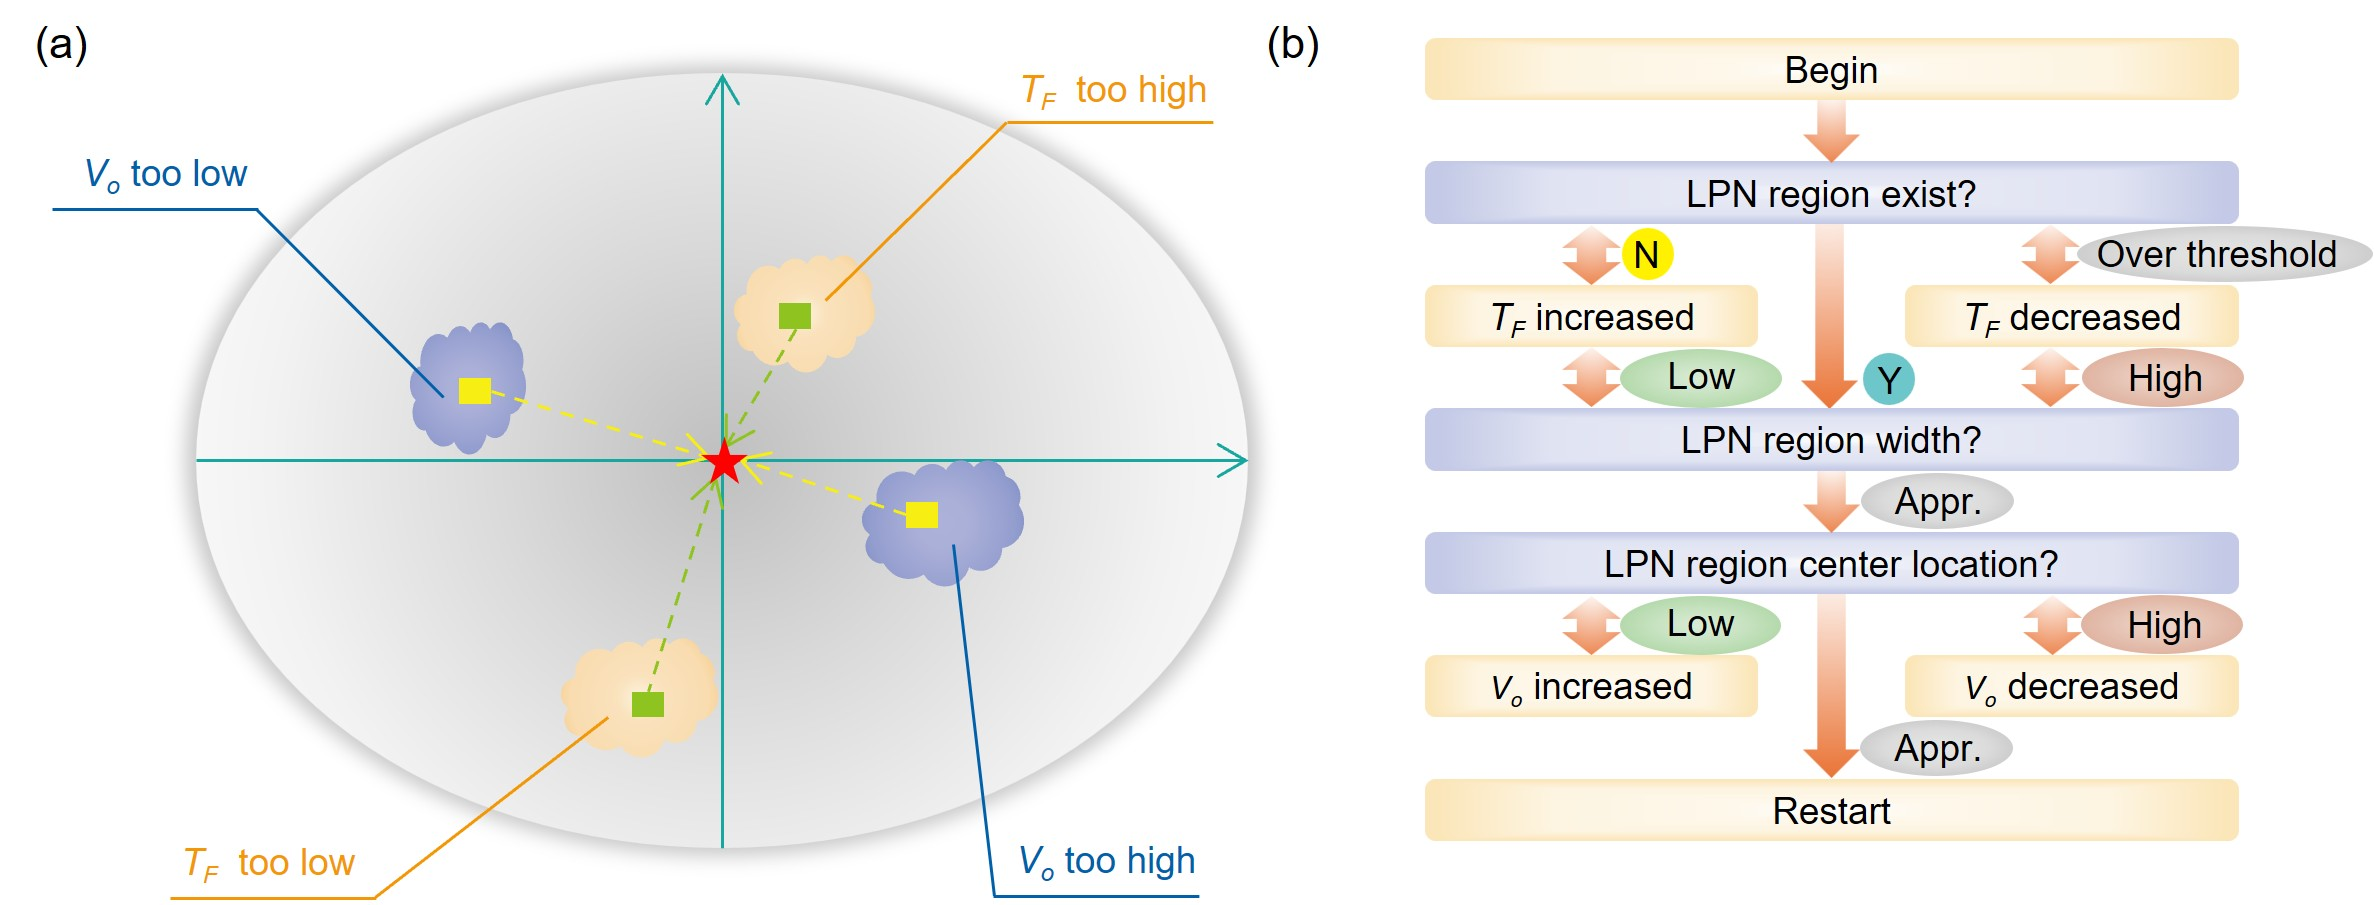 (a)
T_F too high
V_o too low
T_F too low
V_o too high
(b)
Begin
LPN region exist?
N
Over threshold
T_F increased
T_F decreased
Low
Y
High
LPN region width?
Appr.
LPN region center location?
Low
High
V_o increased
V_o decreased
Appr.
Restart